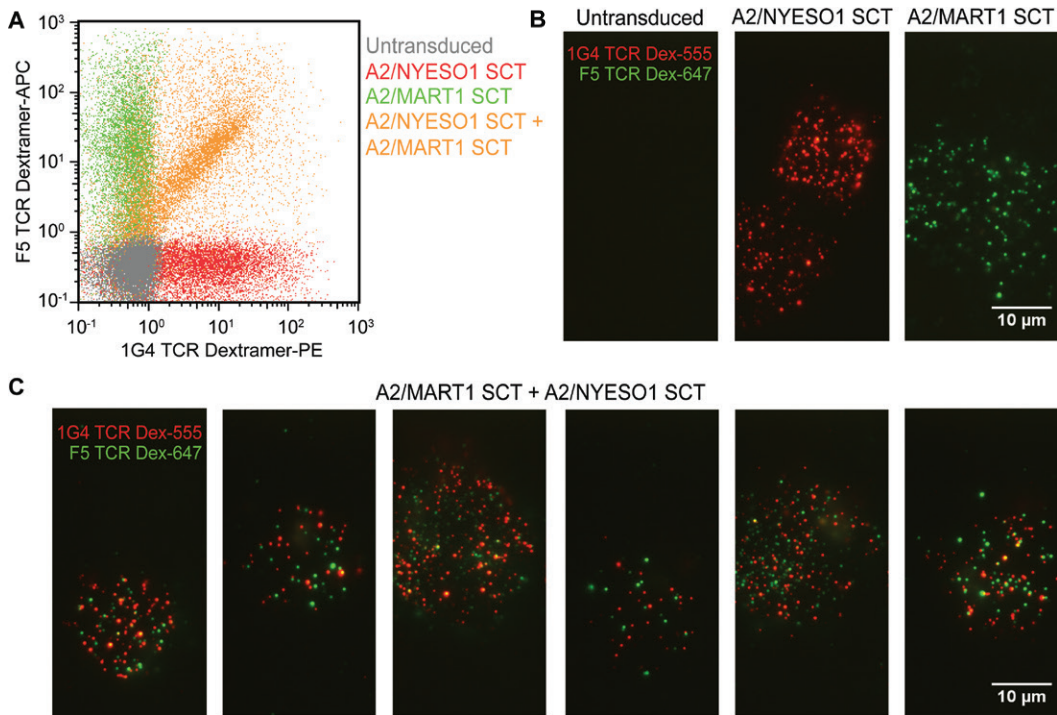 A
F5 TCR Dextramer-APC
10³
10²
10¹
10⁰
10⁻¹
10⁻¹ 10⁰ 10¹ 10² 10³
1G4 TCR Dextramer-PE
Untransduced
A2/NYESO1 SCT
A2/MART1 SCT
A2/NYESO1 SCT +
A2/MART1 SCT
B
Untransduced A2/NYESO1 SCT A2/MART1 SCT
1G4 TCR Dex-555
F5 TCR Dex-647
10 µm
C
A2/MART1 SCT + A2/NYESO1 SCT
1G4 TCR Dex-555
F5 TCR Dex-647
10 µm